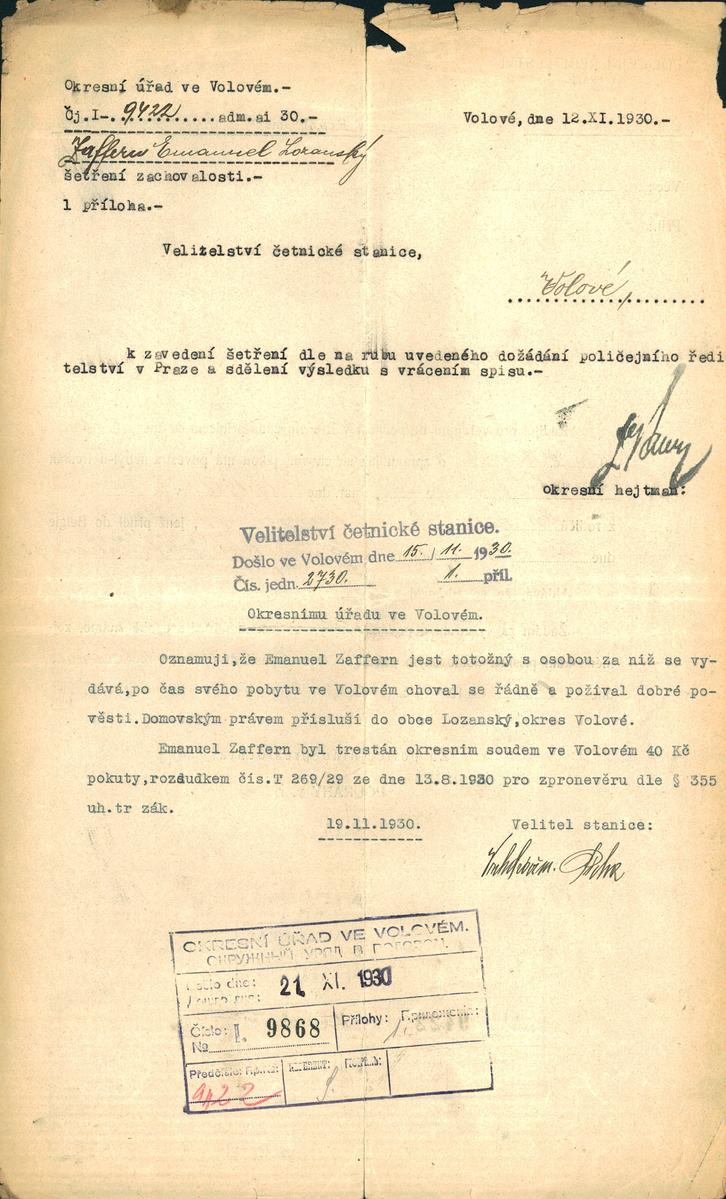 Okresní úřad ve Volovém.-
Čj.I-..9422.....adm.ai 30.-
Volové, dne 12.XI.1930.-
Zaffern Emanuel Lozanský
šetření zachovalosti.-
1 příloha.-
Velitelství četnické stanice,
Volové,
k zavedení šetření dle na rubu uvedeného dožádání policejního ředi
telství v Praze a sdělení výsledku s vrácením spisu.-
okresní hejtman:
Velitelství četnické stanice.
Došlo ve Volovém dne 15. / 11. 1930.
Čís. jedn. 2730. 1. příl.
Okresnimu úřadu ve Volovém.
Oznamuji,že Emanuel Zaffern jest totožný s osobou za níž se vy-
dává,po čas svého pobytu ve Volovém choval se řádně a požíval dobré po-
věsti.Domovským právem přísluší do obce Lozanský,okres Volové.
Emanuel Zaffern byl trestán okresním soudem ve Volovém 40 Kč
pokuty,rozdudkem čís.T 269/29 ze dne 13.8.1930 pro zpronevěru dle § 355
uh.tr zák.
19.11.1930. Velitel stanice:
OKRESNÍ ÚŘAD VE VOLOVÉM.
Došlo dne: 21. XI. 1930
Číslo: I. 9868 Přílohy: 1.
№
9422